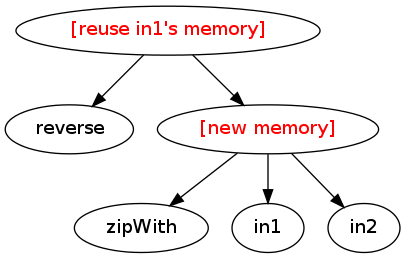 [reuse in1's memory]
reverse
[new memory]
zipWith
in1
in2